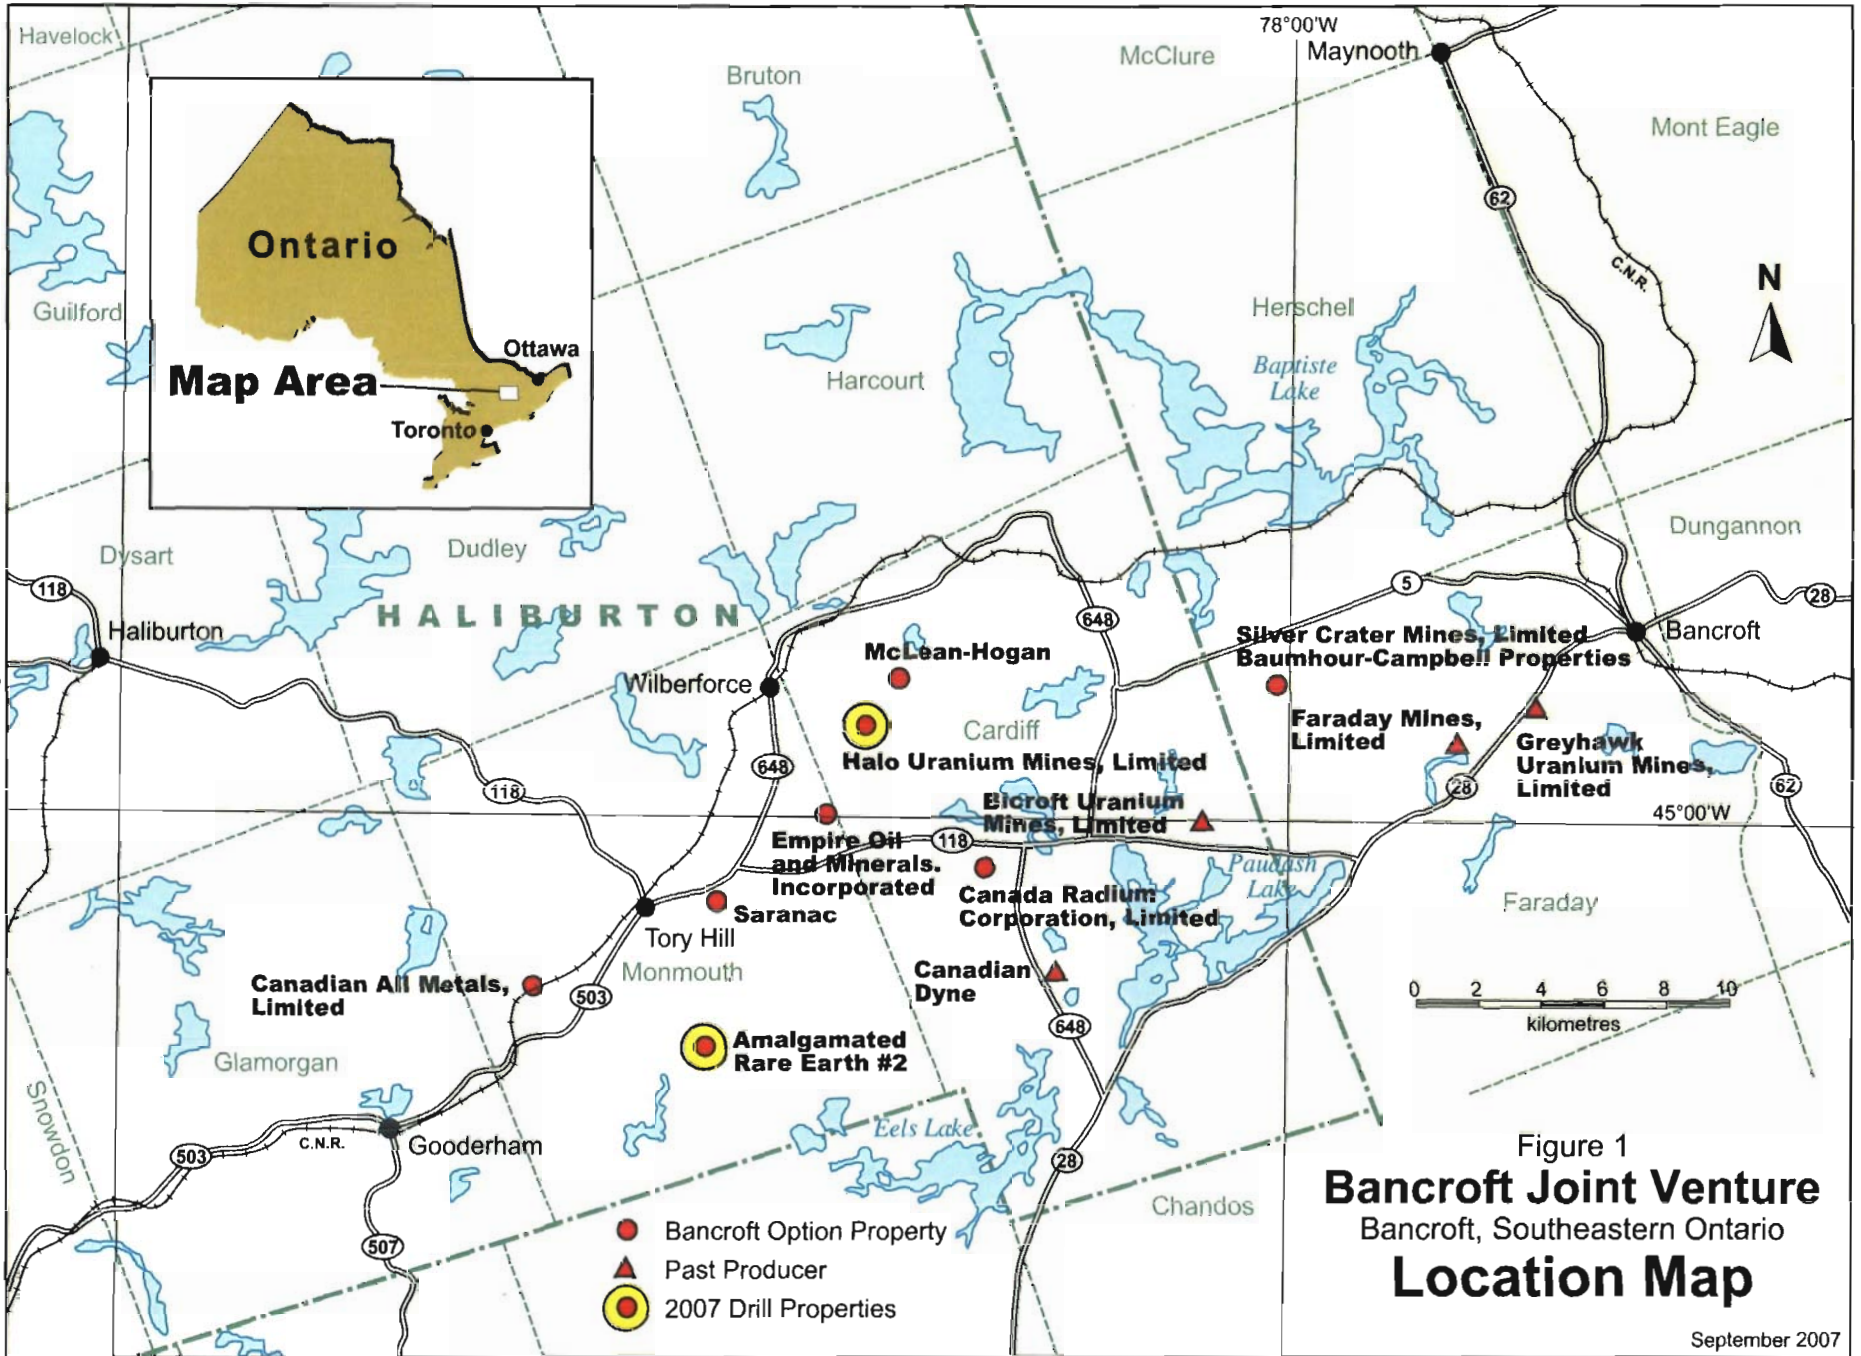 Havelock
78°00'W
Maynooth
McClure
Bruton
Mont Eagle
62
C.N.R.
N
Ontario
Ottawa
Map Area
Toronto
Guilford
Herschel
Baptiste
Lake
Harcourt
Dungannon
Dysart
Dudley
118
5
28
HALIBURTON
648
Haliburton
Bancroft
Silver Crater Mines, Limited
Baumhour-Campbell Properties
McLean-Hogan
Wilberforce
Cardiff
Faraday Mines,
Limited
Greyhawk
Uranium Mines,
Limited
Halo Uranium Mines, Limited
648
118
28
62
Bicroft Uranium
Mines, Limited
45°00'W
Empire Oil
and Minerals.
Incorporated
118
Paudash
Lake
Canada Radium
Corporation, Limited
Faraday
Saranac
Tory Hill
Monmouth
Canadian All Metals,
Limited
503
Canadian
Dyne
0 2 4 6 8 10
kilometres
648
Amalgamated
Rare Earth #2
Glamorgan
Snowdon
Eels Lake
Gooderham
C.N.R.
503
28
507
Chandos
Bancroft Option Property
Past Producer
2007 Drill Properties
Figure 1
Bancroft Joint Venture
Bancroft, Southeastern Ontario
Location Map
September 2007